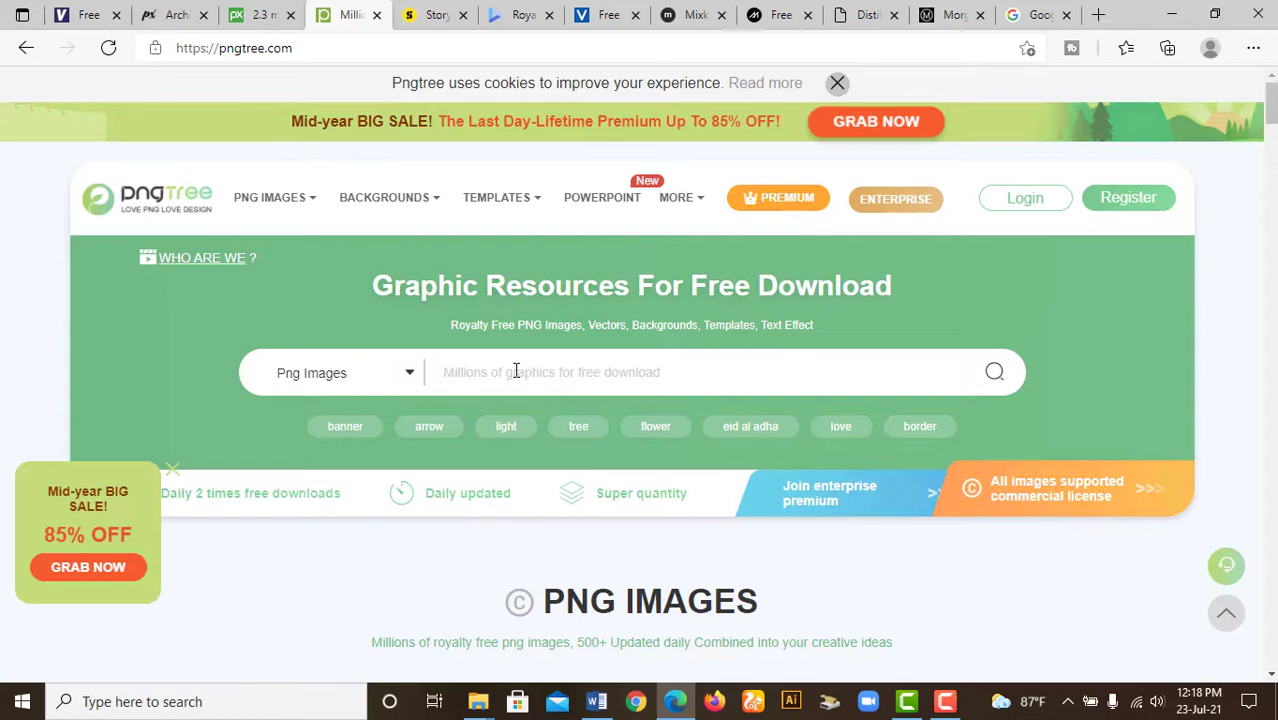 Free
Archi
2.3 m
Millic
Story
Roya
Free
Mixk
Free
Distil
Morg
Goog
https://pngtree.com
Pngtree uses cookies to improve your experience. Read more
Mid-year BIG SALE! The Last Day-Lifetime Premium Up To 85% OFF! GRAB NOW
New
pngTREE
LOVE PNG LOVE DESIGN
PNG IMAGES
BACKGROUNDS
TEMPLATES
POWERPOINT
MORE
PREMIUM
ENTERPRISE
Login
Register
WHO ARE WE ?
Graphic Resources For Free Download
Royalty Free PNG Images, Vectors, Backgrounds, Templates, Text Effect
Png Images
Millions of graphics for free download
banner
arrow
light
tree
flower
eid al adha
love
border
Daily 2 times free downloads
Daily updated
Super quantity
Join enterprise
premium
All images supported
commercial license
Mid-year BIG
SALE!
85% OFF
GRAB NOW
© PNG IMAGES
Millions of royalty free png images, 500+ Updated daily Combined into your creative ideas
Type here to search
Ai
87°F
12:18 PM
23-Jul-21